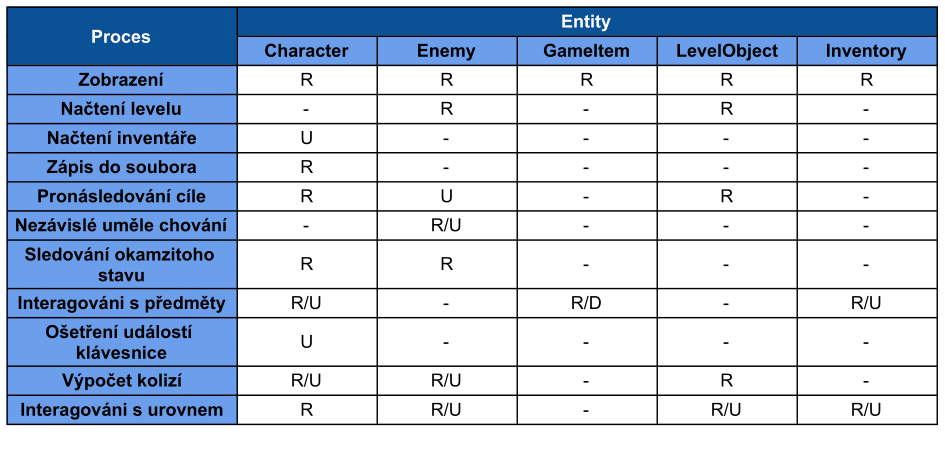 Proces Entity
Character Enemy GameItem LevelObject Inventory
Zobrazení R R R R R
Načtení levelu - R - R -
Načtení inventáře U - - - -
Zápis do soubora R - - - -
Pronásledování cíle R U - R -
Nezávislé uměle chování - R/U - - -
Sledování okamzitoho
stavu R R - - -
Interagováni s předměty R/U - R/D - R/U
Ošetření událostí
klávesnice U - - - -
Výpočet kolizí R/U R/U - R -
Interagováni s urovnem R R/U - R/U R/U